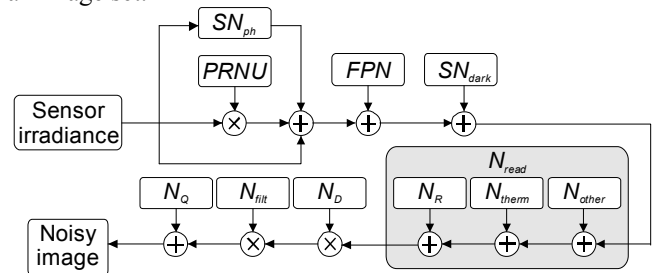 SN_ph
PRNU
FPN
SN_dark
Sensor
irradiance
N_read
N_Q
N_filt
N_D
N_R
N_therm
N_other
Noisy
image